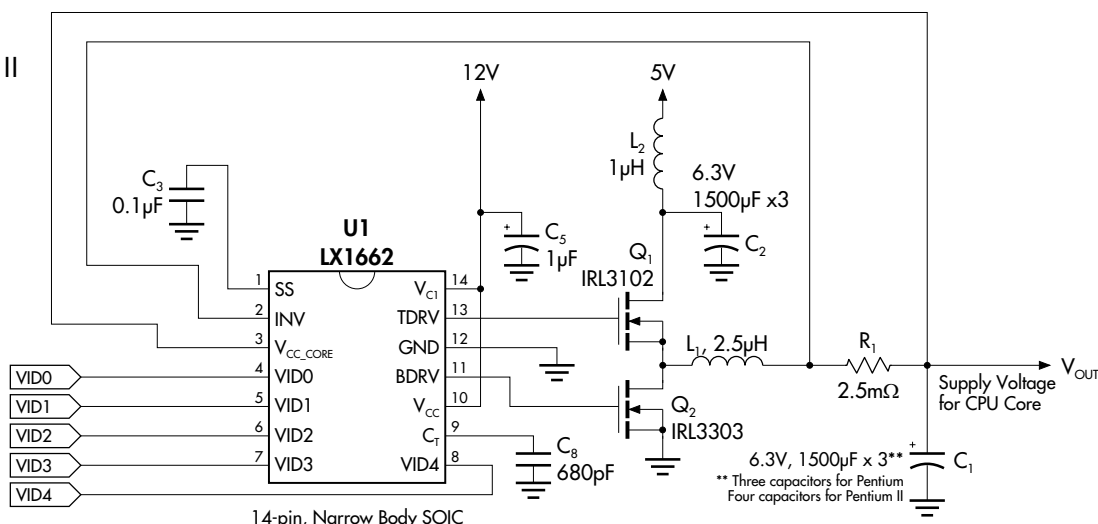 II
12V
5V
L2
1µH
6.3V
1500µF x3
C3
0.1µF
+
C5
1µF
+
C2
U1
LX1662
Q1
IRL3102
1
SS
VC1
14
2
INV
TDRV
13
3
VCC_CORE
GND
12
4
VID0
BDRV
11
5
VID1
VCC
10
6
VID2
CT
9
7
VID3
VID4
8
VID0
VID1
VID2
VID3
VID4
L1, 2.5µH
R1
2.5mΩ
VOUT
Supply Voltage
for CPU Core
Q2
IRL3303
C8
680pF
6.3V, 1500µF x 3**
** Three capacitors for Pentium
Four capacitors for Pentium II
+
C1
14-pin, Narrow Body SOIC